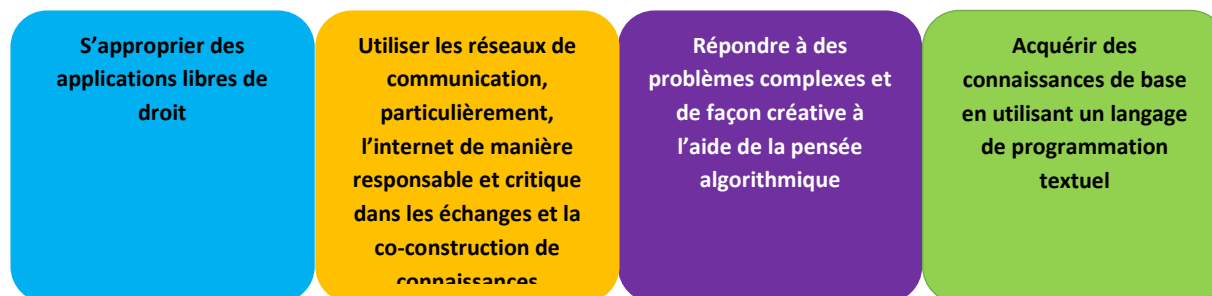 S’approprier des
applications libres de
droit
Utiliser les réseaux de
communication,
particulièrement,
l’internet de manière
responsable et critique
dans les échanges et la
co-construction de
connaissances
Répondre à des
problèmes complexes et
de façon créative à
l’aide de la pensée
algorithmique
Acquérir des
connaissances de base
en utilisant un langage
de programmation
textuel